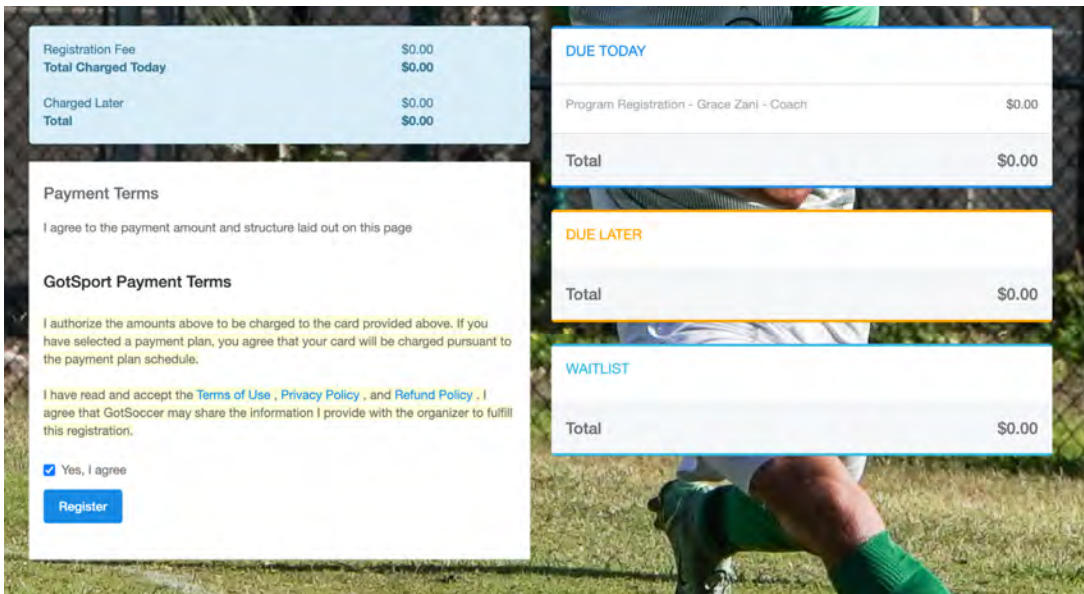 Registration Fee $0.00
Total Charged Today $0.00
Charged Later $0.00
Total $0.00
Payment Terms
I agree to the payment amount and structure laid out on this page
GotSport Payment Terms
I authorize the amounts above to be charged to the card provided above. If you
have selected a payment plan, you agree that your card will be charged pursuant to
the payment plan schedule.
I have read and accept the Terms of Use , Privacy Policy , and Refund Policy . I
agree that GotSoccer may share the information I provide with the organizer to fulfill
this registration.
Yes, I agree
Register
DUE TODAY
Program Registration - Grace Zani - Coach $0.00
Total $0.00
DUE LATER
Total $0.00
WAITLIST
Total $0.00